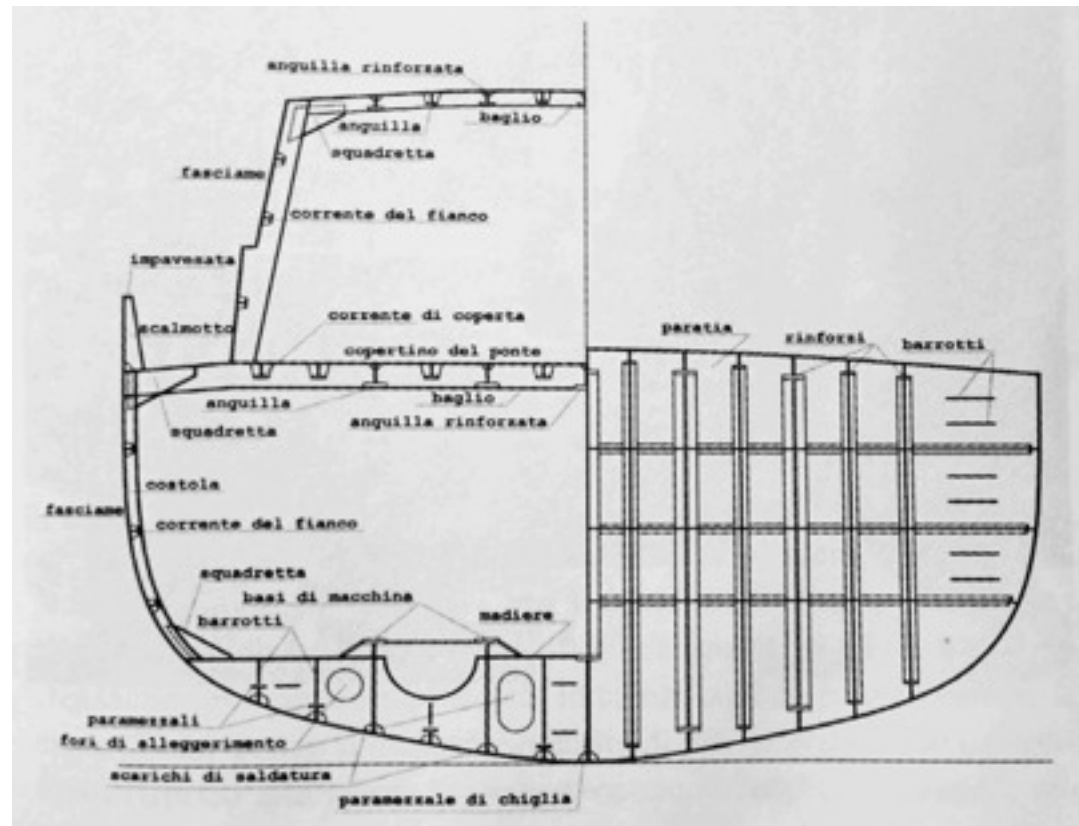 anguilla rinforzata
anguilla
baglio
squadretta
fasciame
corrente del fianco
impavesata
scalmotto
corrente di coperta
copertino del ponte
paratia
rinforzi
barrotti
anguilla
baglio
squadretta
anguilla rinforzata
costola
fasciame
corrente del fianco
squadretta
basi di macchina
barrotti
madiere
paramezzali
fori di alleggerimento
scarichi di saldatura
paramezzale di chiglia